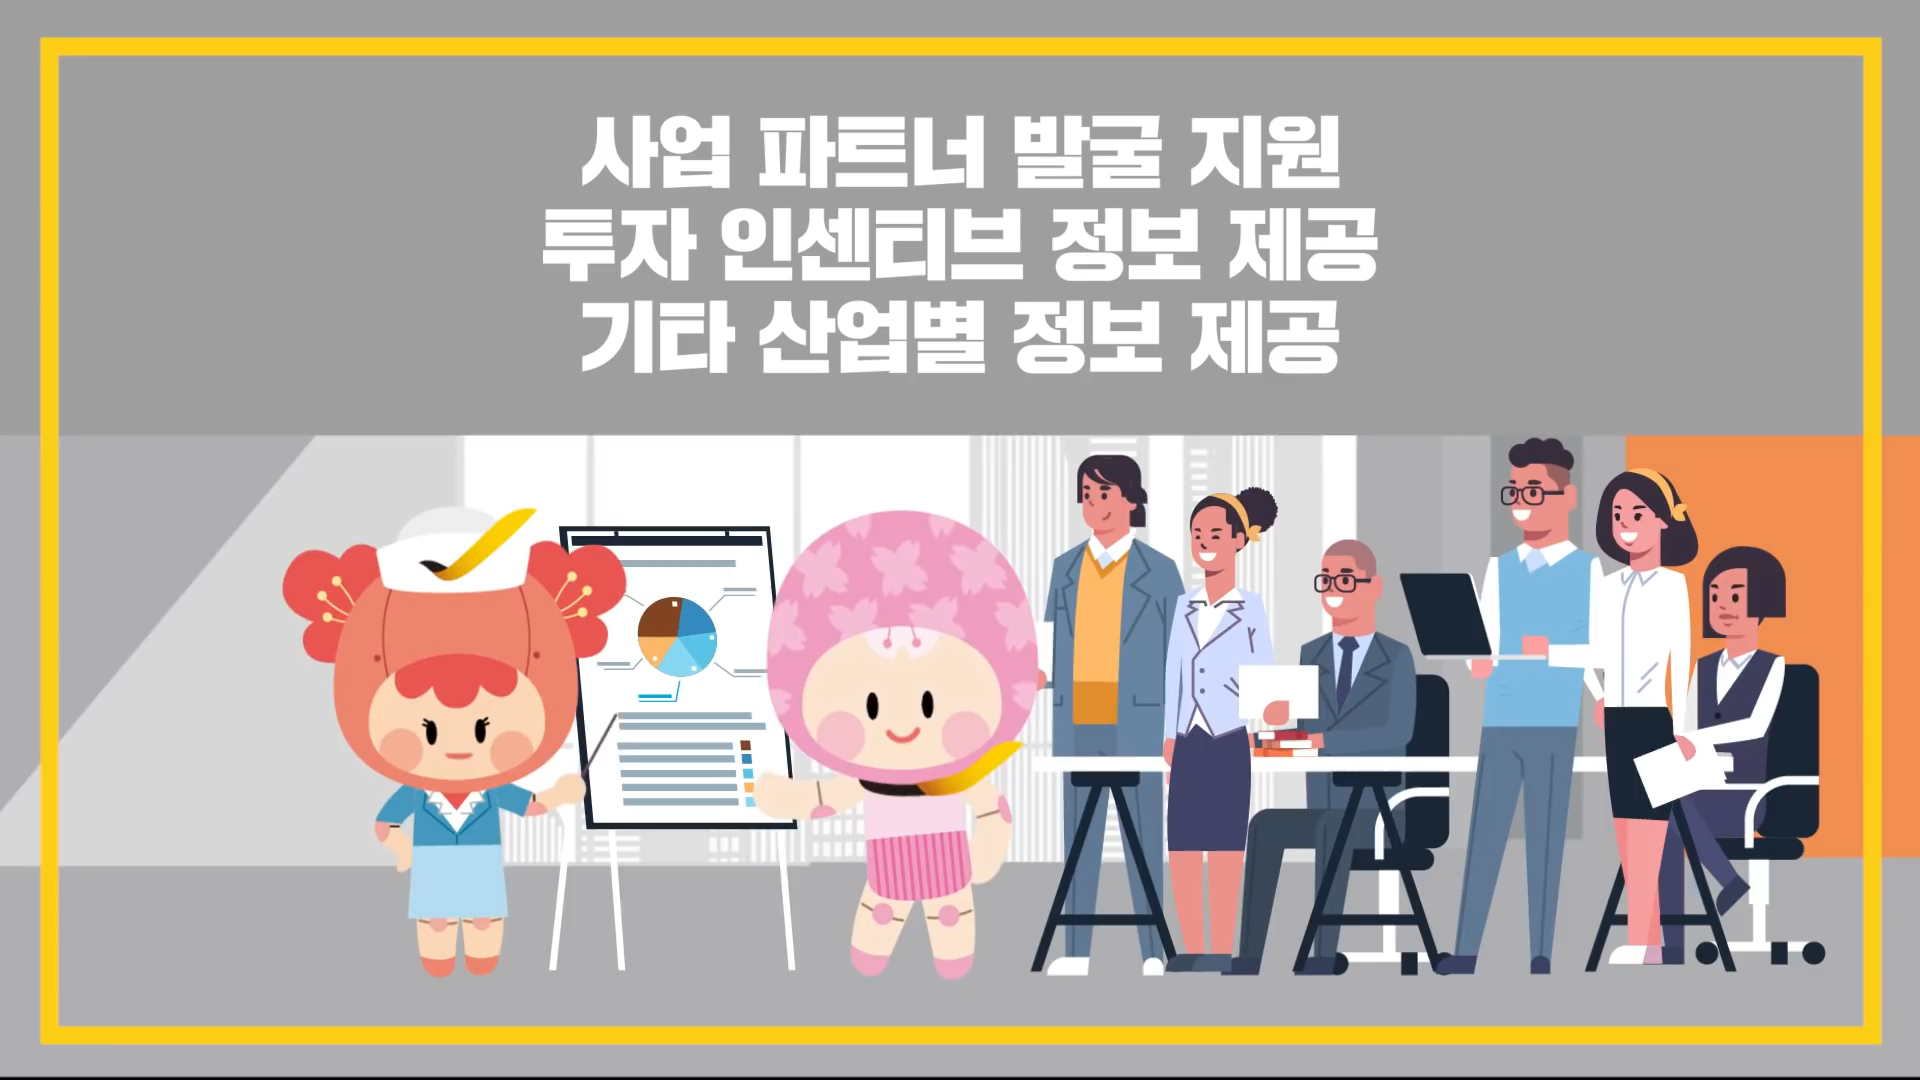 사업 파트너 발굴 지원
투자 인센티브 정보 제공
기타 산업별 정보 제공